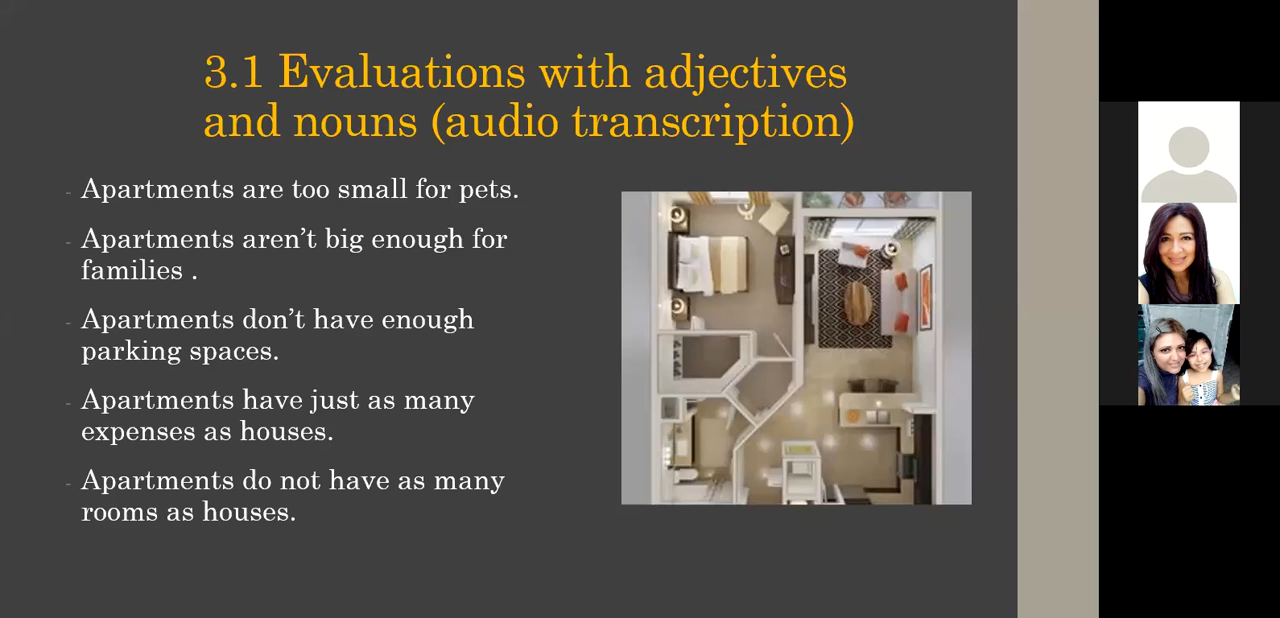 3.1 Evaluations with adjectives
and nouns (audio transcription)
- Apartments are too small for pets.
- Apartments aren’t big enough for
families .
- Apartments don’t have enough
parking spaces.
- Apartments have just as many
expenses as houses.
- Apartments do not have as many
rooms as houses.